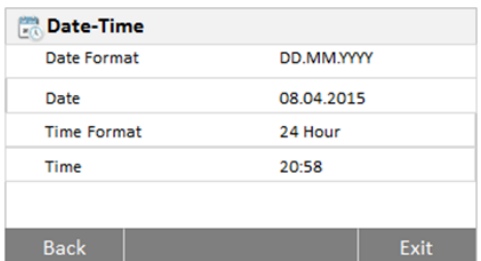 Date-Time
Date Format DD.MM.YYYY
Date 08.04.2015
Time Format 24 Hour
Time 20:58
Back Exit